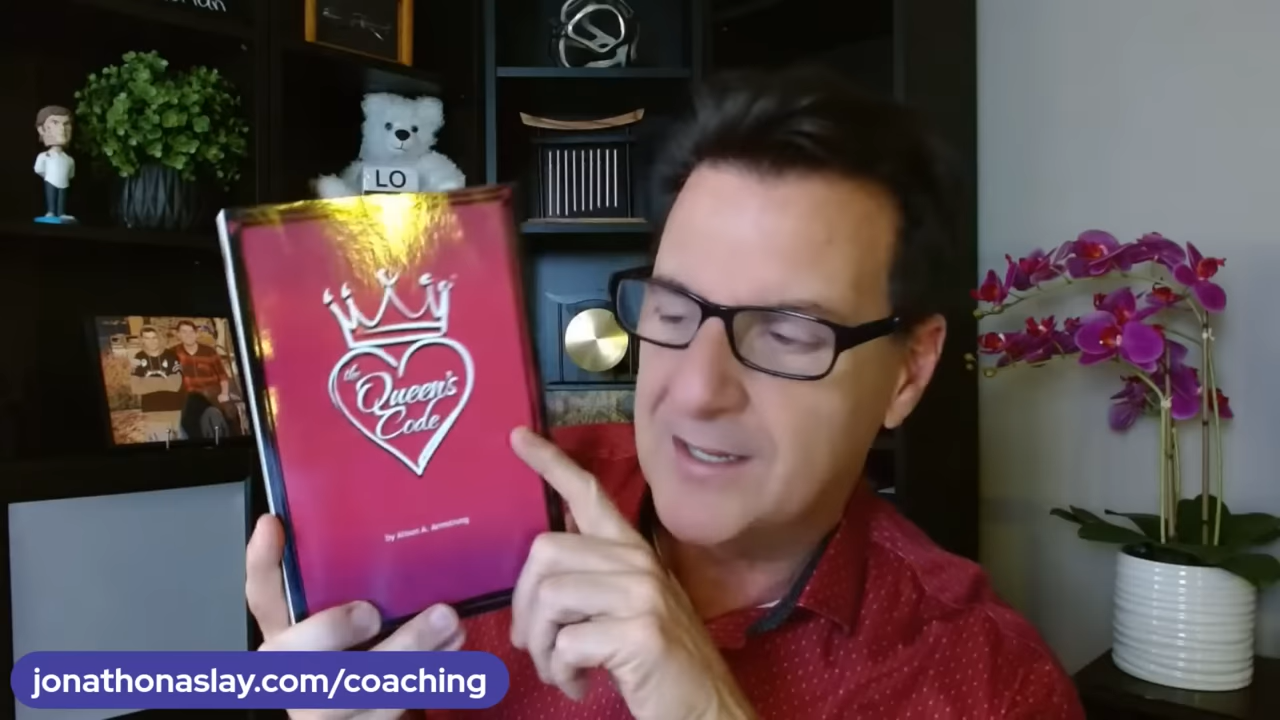 LO
the
Queen's
Code
by Alison A. Armstrong
jonathonaslay.com/coaching